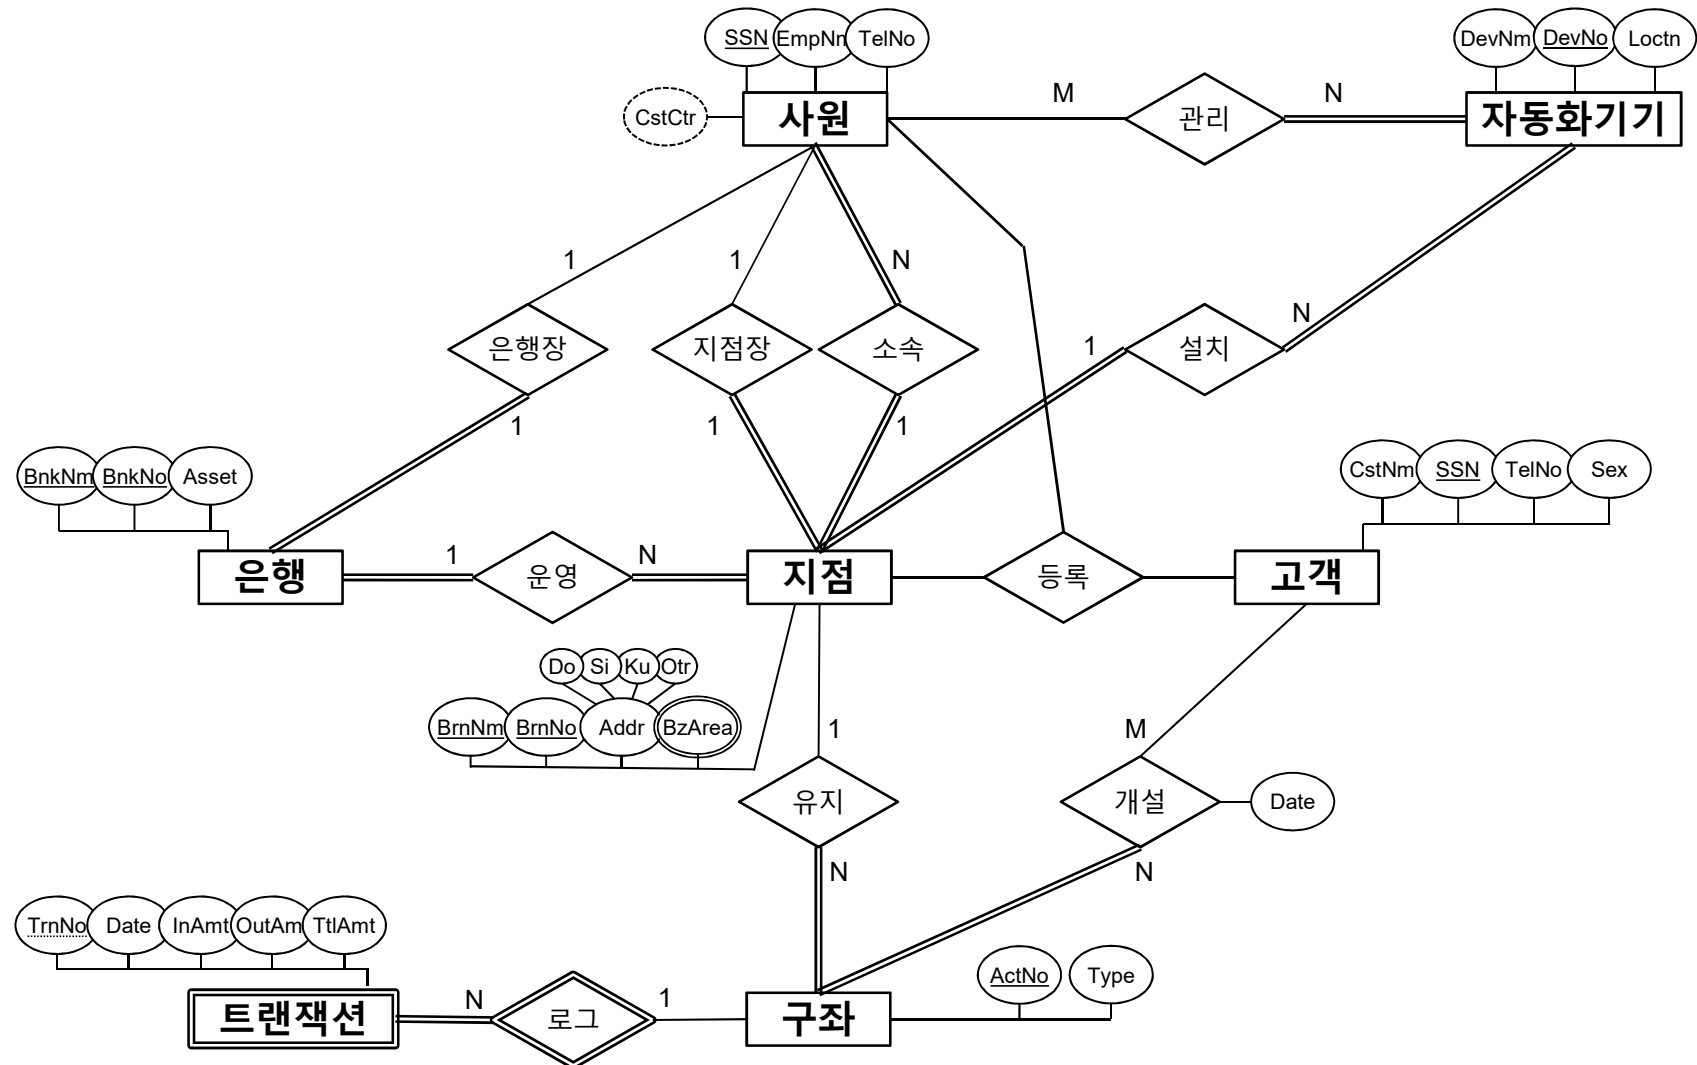 SSN EmpNm TelNo
DevNm DevNo Loctn
CstCtr
사원
M
관리
N
자동화기기
1
1
N
N
은행장
지점장
소속
1
설치
1
1
1
BnkNm BnkNo Asset
CstNm SSN TelNo Sex
은행
1
운영
N
지점
등록
고객
Do Si Ku Otr
BrnNm BrnNo Addr BzArea
1
M
유지
개설
Date
N
N
TrnNo Date InAmt OutAm TtlAmt
ActNo Type
트랜잭션
N
로그
1
구좌